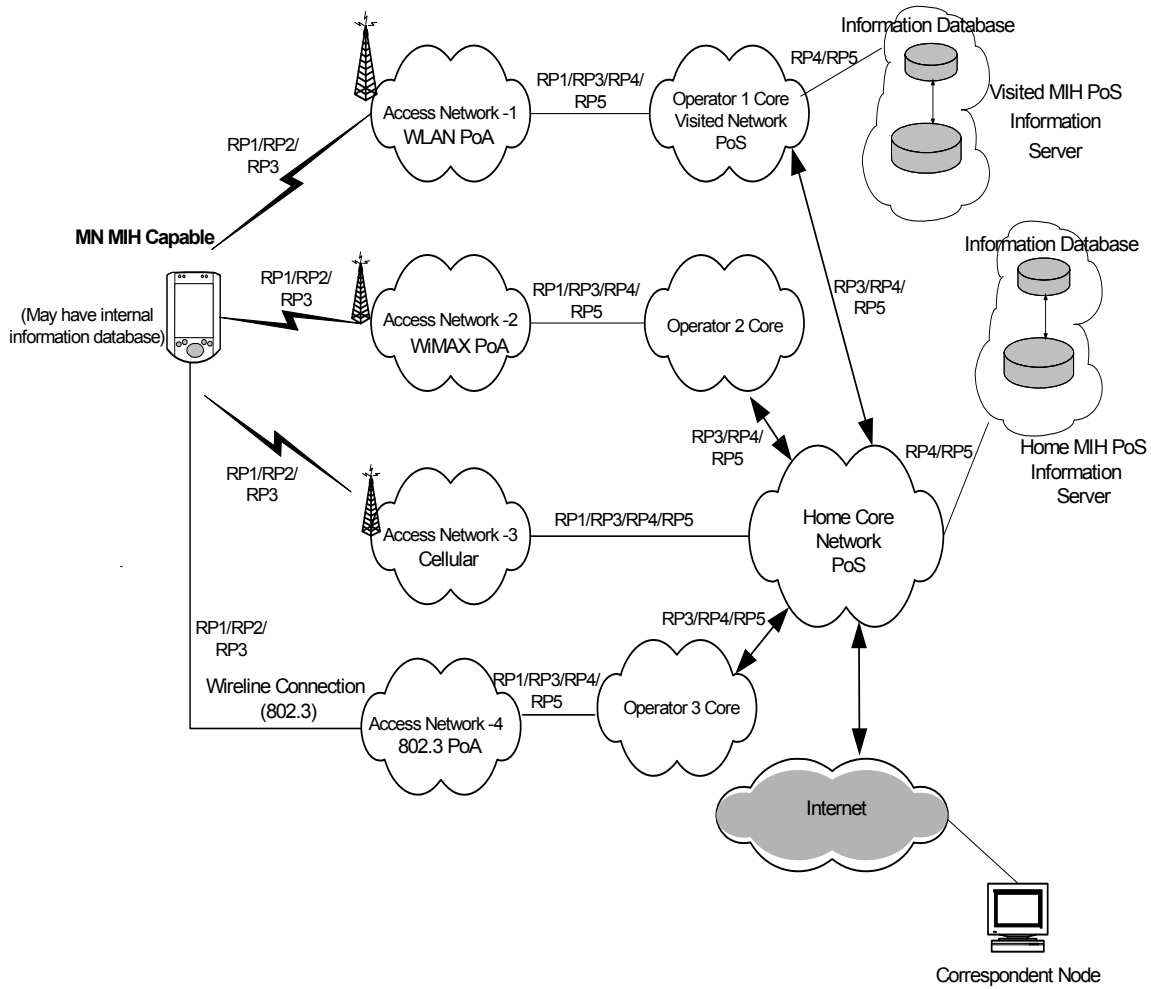 Information Database
RP4/RP5
Visited MIH PoS
Information
Server
RP1/RP3/RP4/
RP5
Access Network -1
WLAN PoA
Operator 1 Core
Visited Network
PoS
RP1/RP2/
RP3
MN MIH Capable
(May have internal
information database)
Information Database
Home MIH PoS
Information
Server
RP1/RP2/
RP3
RP1/RP3/RP4/
RP5
RP3/RP4/
RP5
Access Network -2
WiMAX PoA
Operator 2 Core
RP3/RP4/
RP5
RP4/RP5
RP1/RP2/
RP3
Access Network -3
Cellular
RP1/RP3/RP4/RP5
Home Core
Network
PoS
RP1/RP2/
RP3
Wireline Connection
(802.3)
Access Network -4
802.3 PoA
RP1/RP3/RP4/
RP5
Operator 3 Core
RP3/RP4/RP5
Internet
Correspondent Node